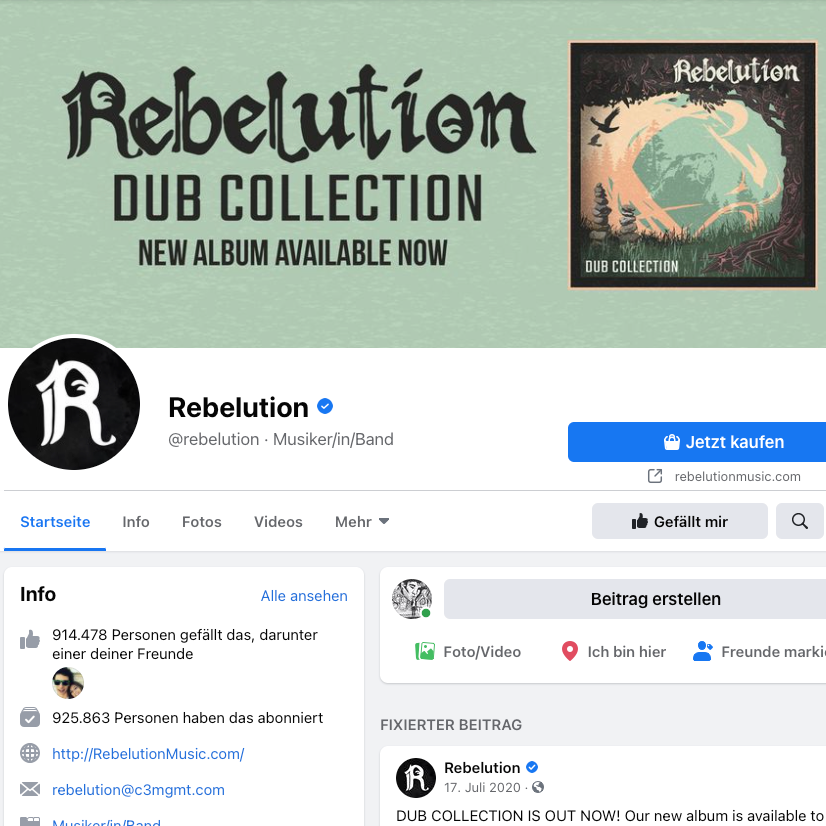 Rebelution
DUB COLLECTION
NEW ALBUM AVAILABLE NOW
Rebelution
DUB COLLECTION
R
Rebelution
@rebelution · Musiker/in/Band
Jetzt kaufen
rebelutionmusic.com
Startseite
Info
Fotos
Videos
Mehr
Gefällt mir
Info
Alle ansehen
914.478 Personen gefällt das, darunter
einer deiner Freunde
925.863 Personen haben das abonniert
http://RebelutionMusic.com/
rebelution@c3mgmt.com
Musiker/in/Band
Beitrag erstellen
Foto/Video
Ich bin hier
Freunde marki
FIXIERTER BEITRAG
R
Rebelution
17. Juli 2020 ·
DUB COLLECTION IS OUT NOW! Our new album is available to